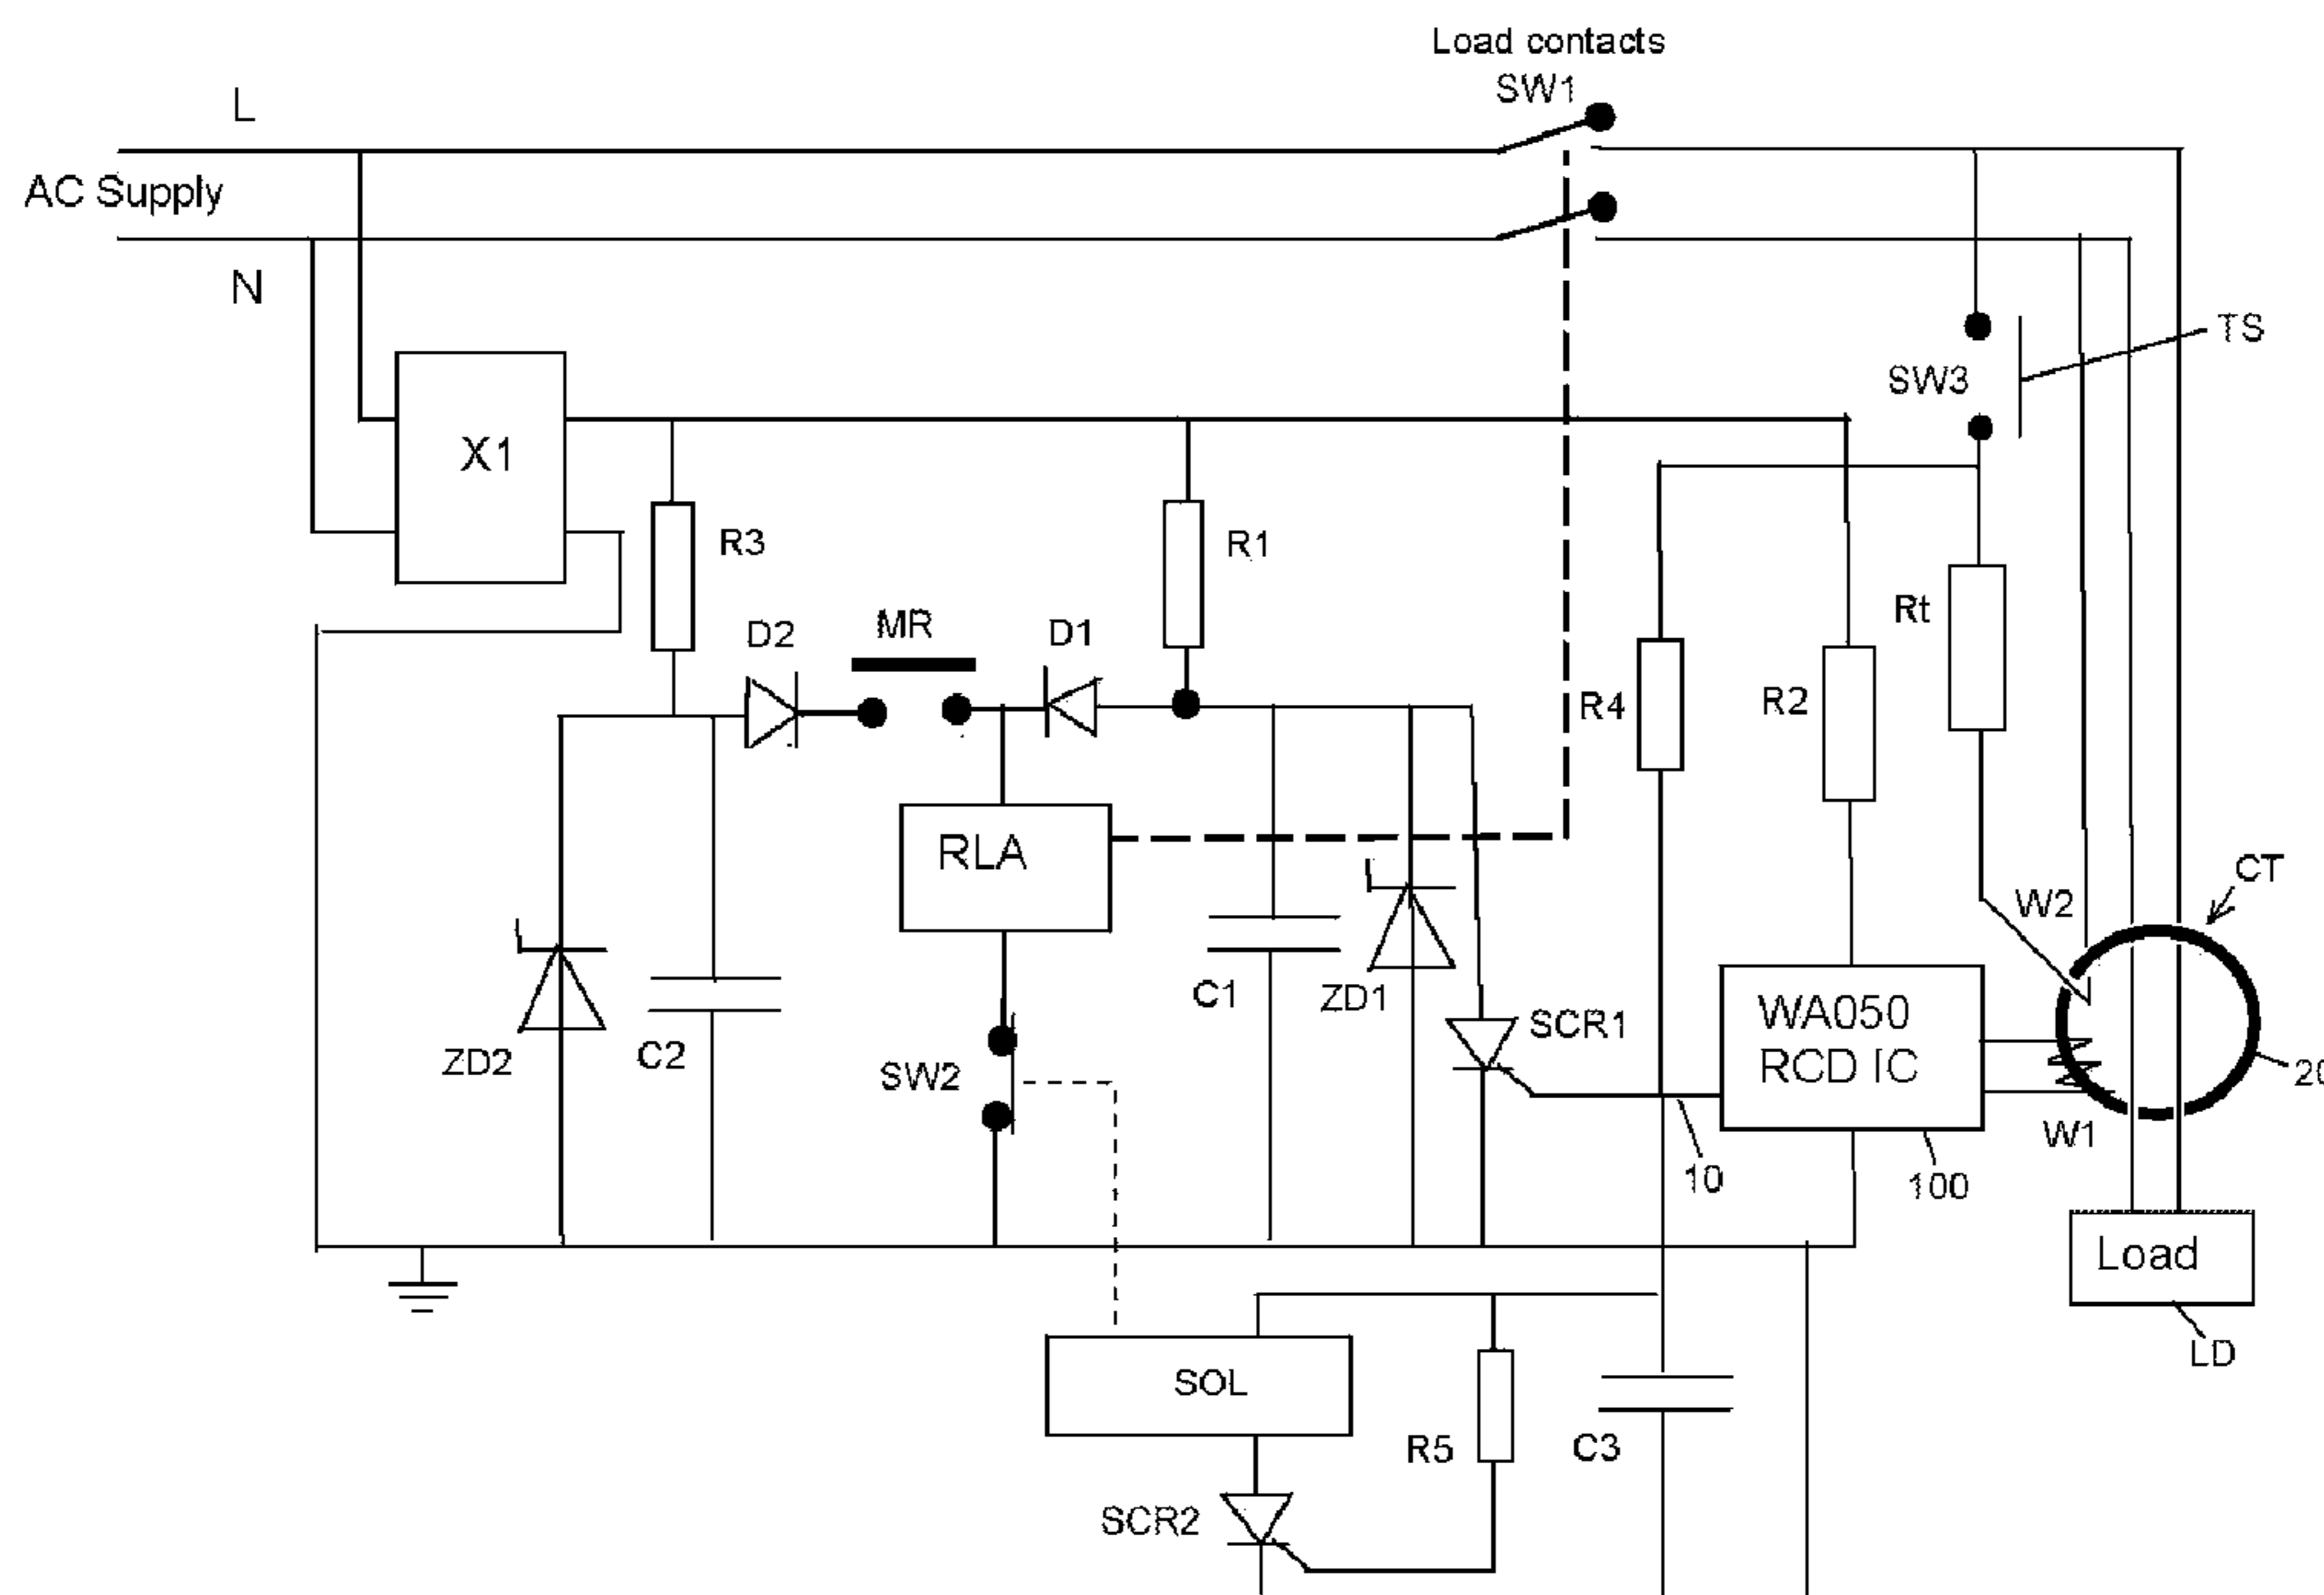 Load contacts
SW1
L
AC Supply
N
TS
SW3
X1
R3
R1
MR
D2
D1
Rt
R4
R2
RLA
CT
W2
C1
ZD1
WA050
RCD IC
SCR1
ZD2
C2
SW2
20
W1
10
100
Load
LD
SOL
R5
C3
SCR2